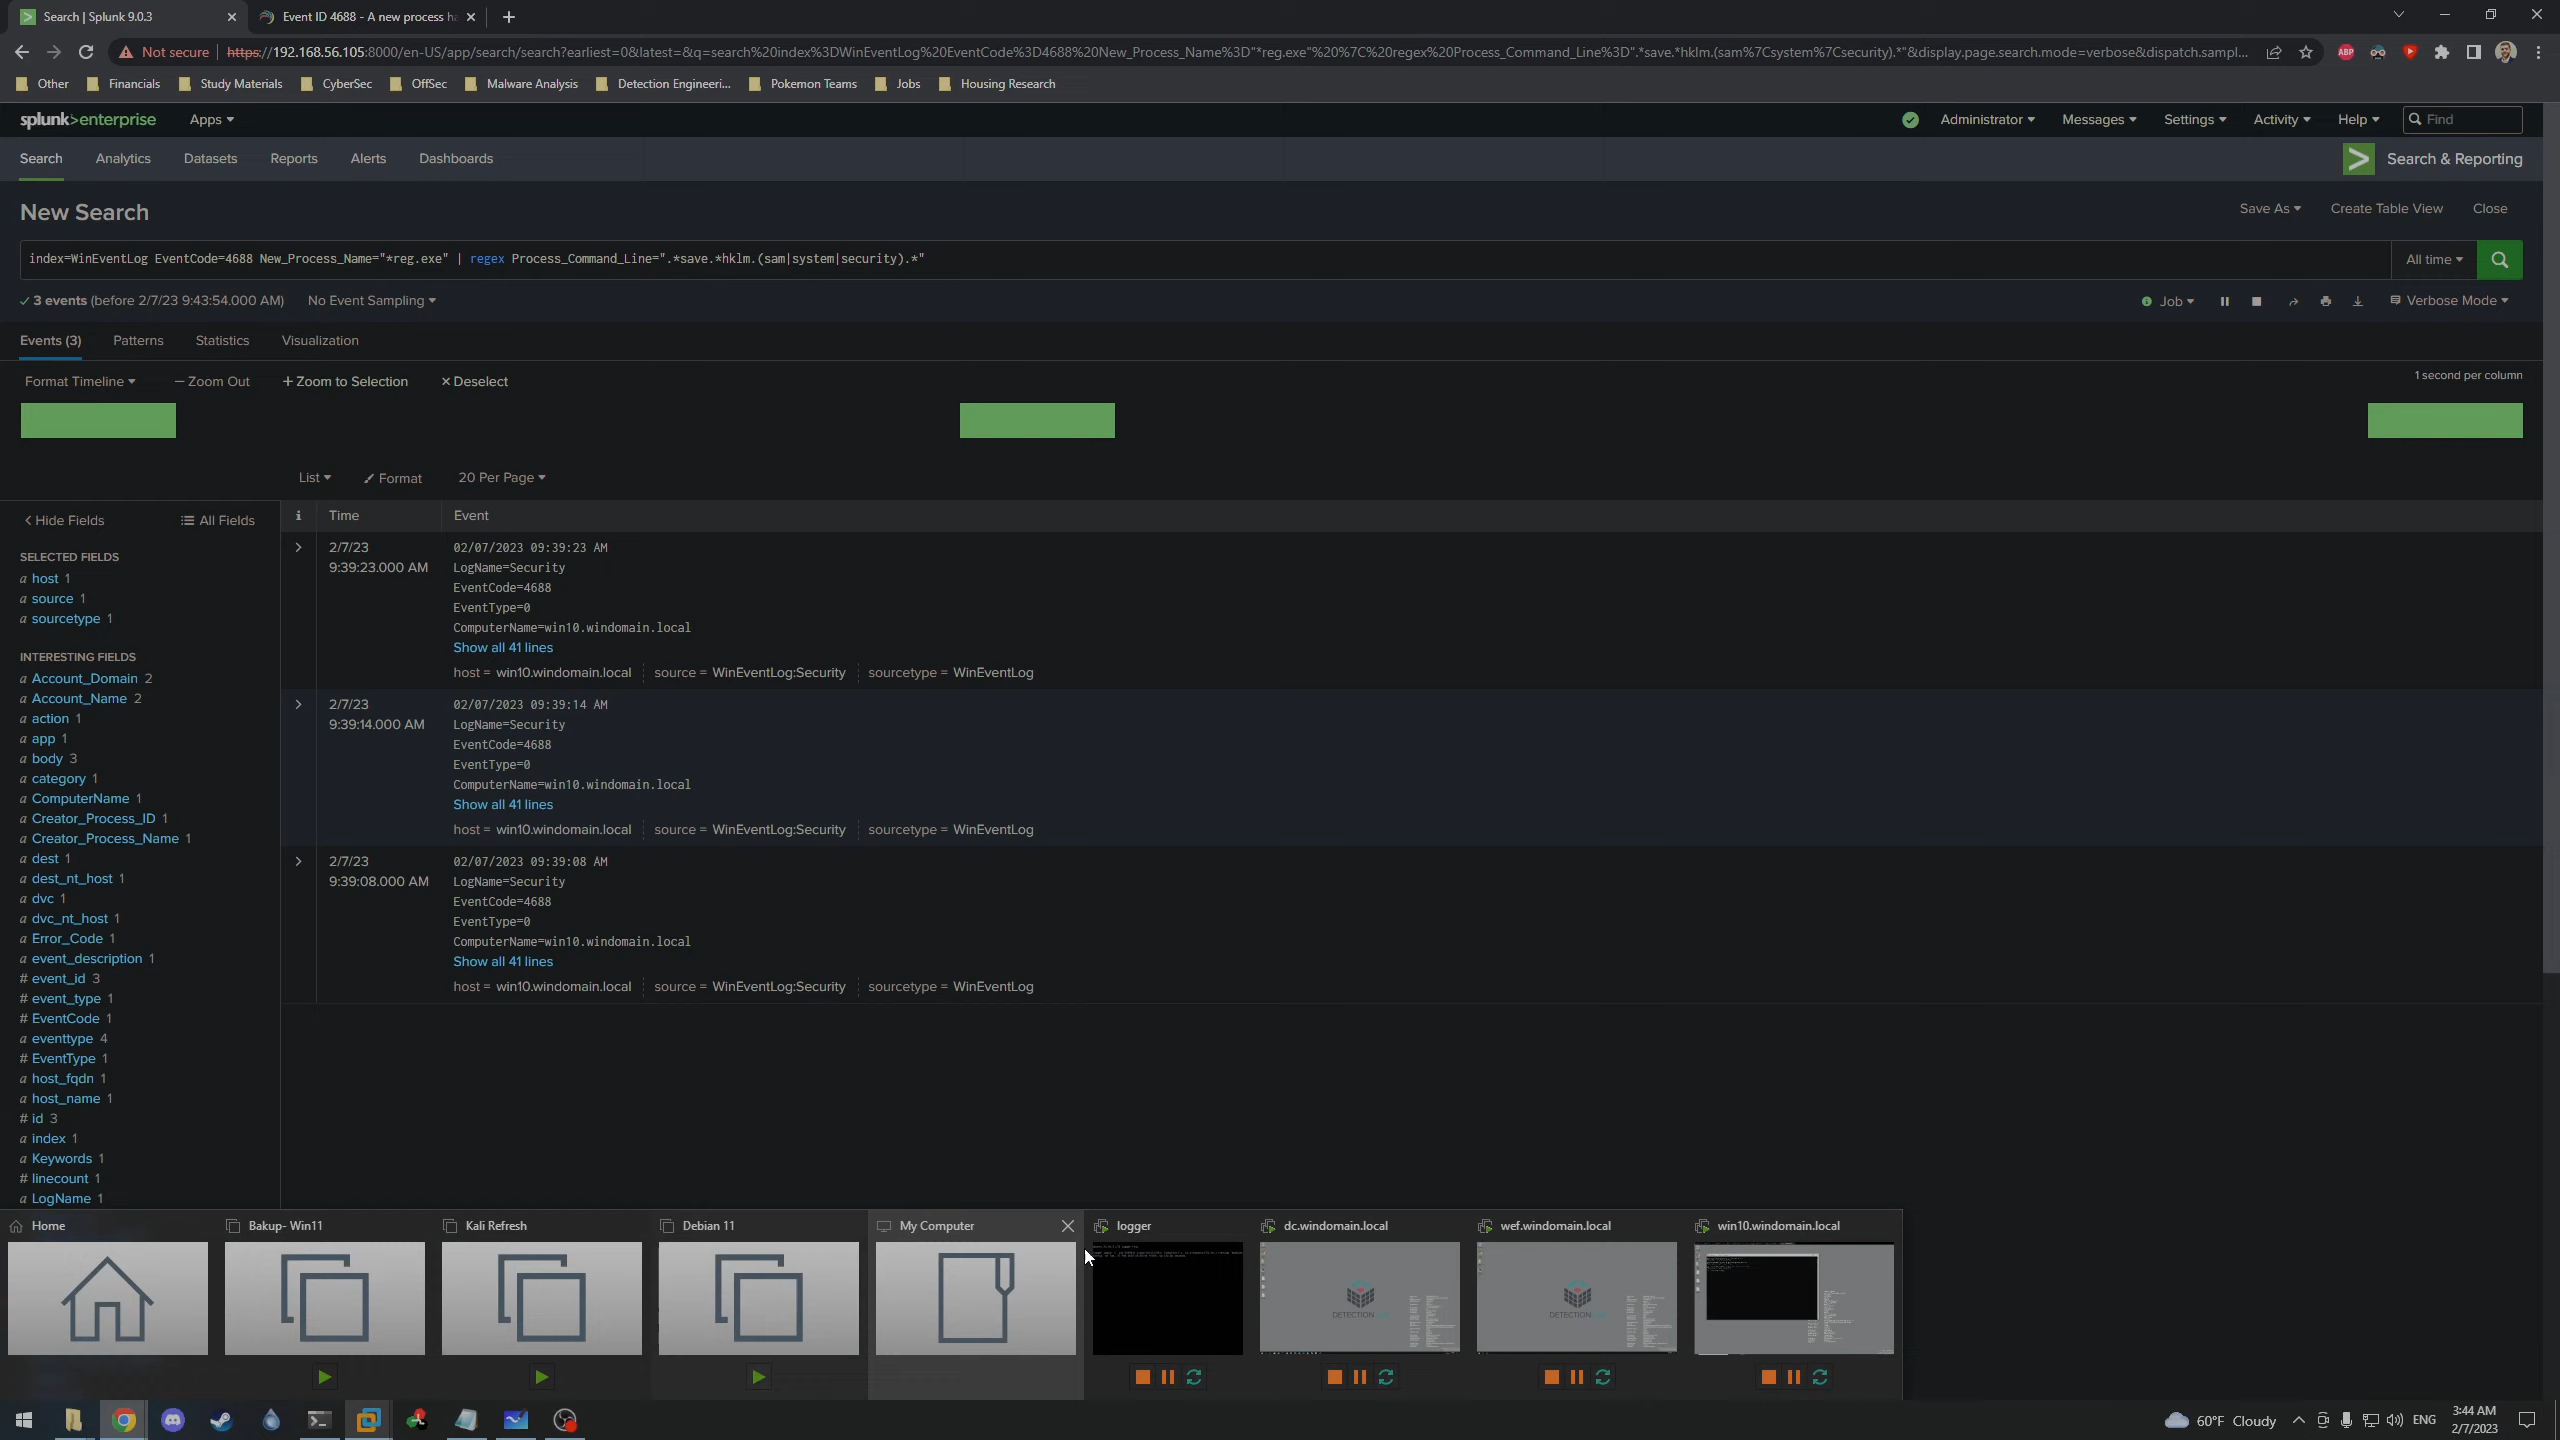 Search | Splunk 9.0.3
Event ID 4688 - A new process ha
Not secure
https://192.168.56.105:8000/en-US/app/search/search?earliest=0&latest=&q=search%20index%3DWinEventLog%20EventCode%3D4688%20New_Process_Name%3D"*reg.exe"%20%7C%20regex%20Process_Command_Line%3D".*save.*hklm.(sam%7Csystem%7Csecurity).*"&display.page.search.mode=verbose&dispatch.sampl...
ABP
Other
Financials
Study Materials
CyberSec
OffSec
Malware Analysis
Detection Engineeri...
Pokemon Teams
Jobs
Housing Research
splunk>enterprise
Apps
Administrator
Messages
Settings
Activity
Help
Find
Search
Analytics
Datasets
Reports
Alerts
Dashboards
Search & Reporting
New Search
Save As
Create Table View
Close
index=WinEventLog EventCode=4688 New_Process_Name="*reg.exe" | regex Process_Command_Line=".*save.*hklm.(sam|system|security).*"
All time
3 events (before 2/7/23 9:43:54.000 AM)
No Event Sampling
Job
Verbose Mode
Events (3)
Patterns
Statistics
Visualization
Format Timeline
Zoom Out
+ Zoom to Selection
× Deselect
1 second per column
List
Format
20 Per Page
Hide Fields
All Fields
i
Time
Event
SELECTED FIELDS
a host 1
a source 1
a sourcetype 1
INTERESTING FIELDS
a Account_Domain 2
a Account_Name 2
a action 1
a app 1
a body 3
a category 1
a ComputerName 1
a Creator_Process_ID 1
a Creator_Process_Name 1
a dest 1
a dest_nt_host 1
a dvc 1
a dvc_nt_host 1
a Error_Code 1
a event_description 1
# event_id 3
# event_type 1
# EventCode 1
a eventtype 4
# EventType 1
a host_fqdn 1
a host_name 1
# id 3
a index 1
a Keywords 1
# linecount 1
a LogName 1
2/7/23
9:39:23.000 AM
02/07/2023 09:39:23 AM
LogName=Security
EventCode=4688
EventType=0
ComputerName=win10.windomain.local
Show all 41 lines
host = win10.windomain.local
source = WinEventLog:Security
sourcetype = WinEventLog
2/7/23
9:39:14.000 AM
02/07/2023 09:39:14 AM
LogName=Security
EventCode=4688
EventType=0
ComputerName=win10.windomain.local
Show all 41 lines
host = win10.windomain.local
source = WinEventLog:Security
sourcetype = WinEventLog
2/7/23
9:39:08.000 AM
02/07/2023 09:39:08 AM
LogName=Security
EventCode=4688
EventType=0
ComputerName=win10.windomain.local
Show all 41 lines
host = win10.windomain.local
source = WinEventLog:Security
sourcetype = WinEventLog
Home
Bakup- Win11
Kali Refresh
Debian 11
My Computer
logger
dc.windomain.local
wef.windomain.local
win10.windomain.local
60°F Cloudy
ENG
3:44 AM
2/7/2023